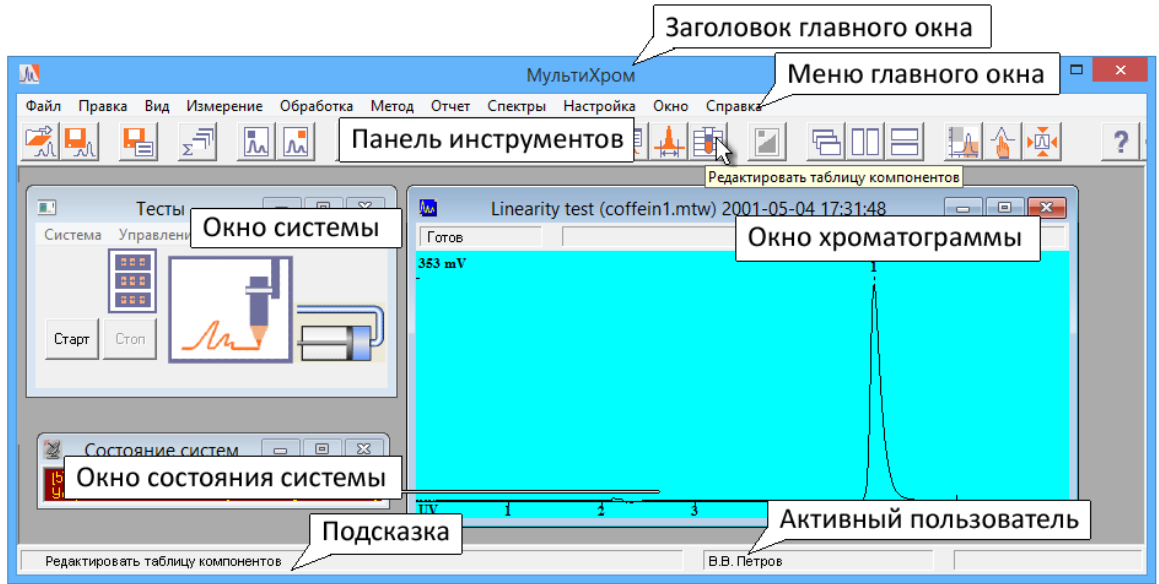 Заголовок главного окна
МультиХром
Меню главного окна
Файл Правка Вид Измерение Обработка Метод Отчет Спектры Настройка Окно Справка
Панель инструментов
?
Редактировать таблицу компонентов
Тесты
Система
Окно системы
Старт Стоп
Linearity test (coffein1.mtw) 2001-05-04 17:31:48
Готов
Окно хроматограммы
353 mV
1
Состояние систем
Окно состояния системы
UV 1 2 3
Подсказка
Активный пользователь
Редактировать таблицу компонентов
В.В. Петров